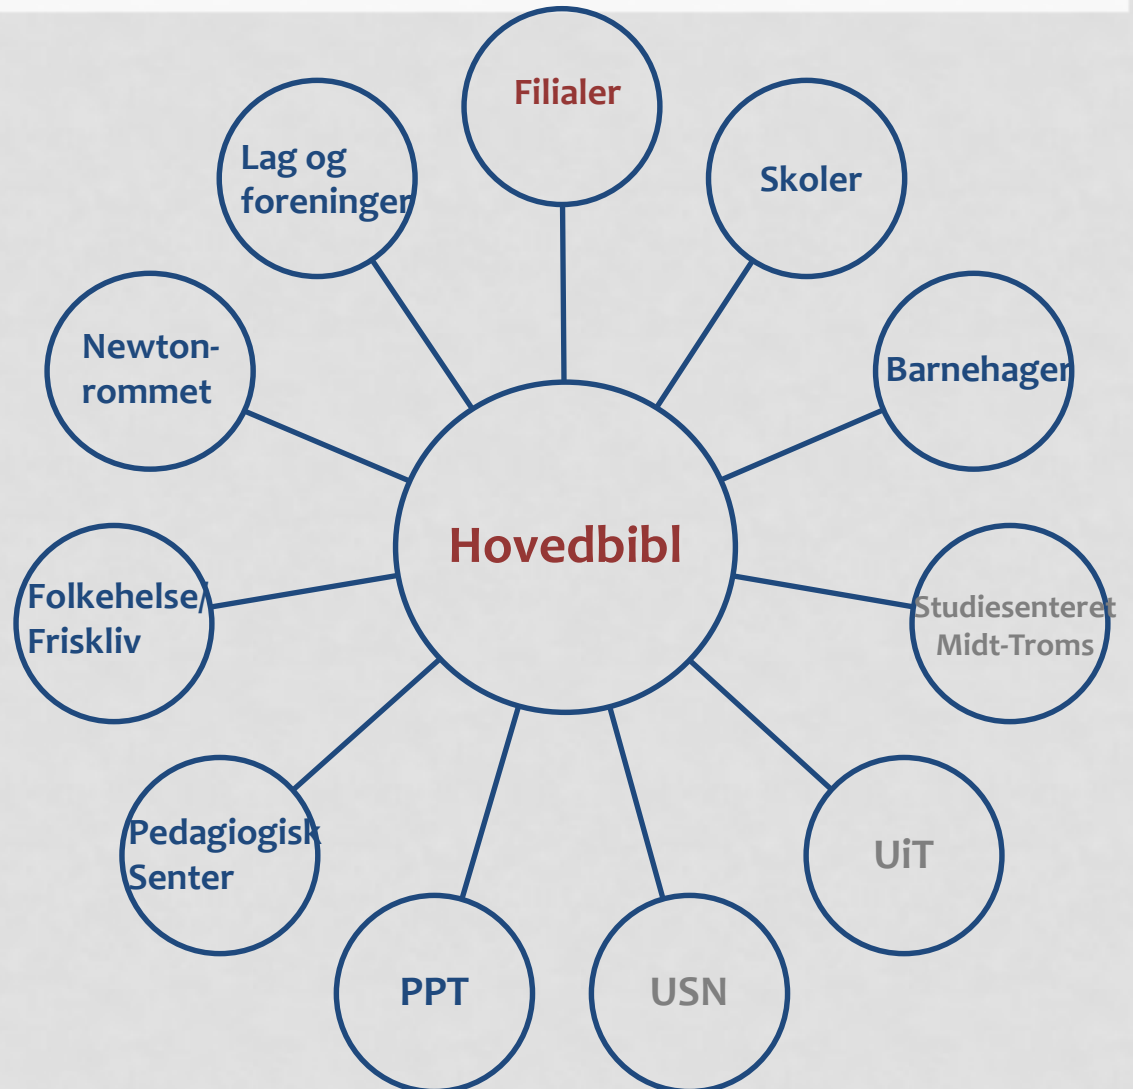 Filialer
Lag og
foreninger
Skoler
Newton-
rommet
Barnehager
Hovedbibl
Folkehelse/
Friskliv
Studiesenteret
Midt-Troms
Pedagiogisk
Senter
UiT
PPT
USN